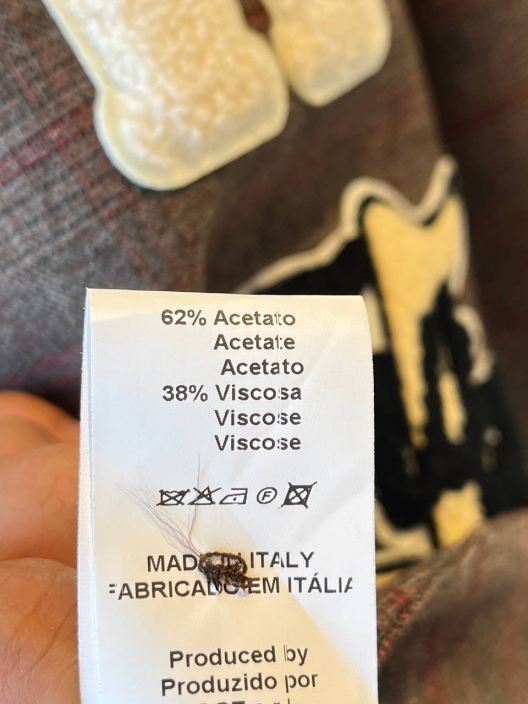 62% Acetato
Acetate
Acetato
38% Viscosa
Viscose
Viscose
MADE IN ITALY
FABRICADO EM ITÁLIA
Produced by
Produzido por